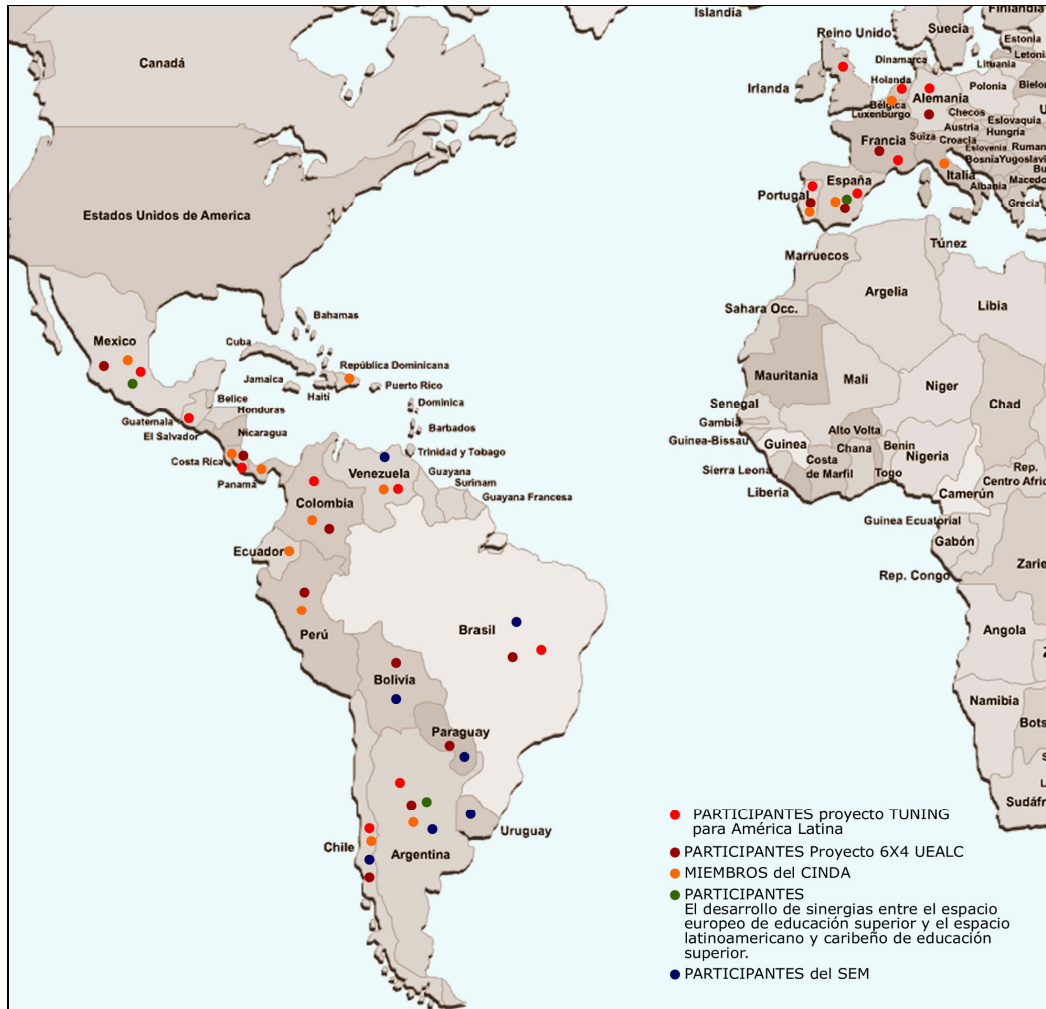 Islandia
Finlandia
Suecia
Reino Unido
Estonia
Letonia
Dinamarca
Lituania
Canadá
Irlanda
Holanda
Polonia
Alemania
Bélgica
Luxenburgo
Checos
Eslovaquia
Austria
Hungría
Suiza
Croacia
Francia
Eslovenia
Bosnia
Yugoslavi
Italia
Albania
Macedo
Grecia
España
Portugal
Estados Unidos de America
Túnez
Marruecos
Argelia
Libia
Sahara Occ.
Bahamas
Mexico
Cuba
República Dominicana
Mauritania
Mali
Niger
Chad
Jamaica
Haití
Puerto Rico
Belice
Honduras
Dominica
Senegal
Gambia
Guatemala
El Salvador
Nicaragua
Barbados
Guinea-Bissau
Guinea
Alto Volta
Chana
Benin
Nigeria
Costa Rica
Trinidad y Tobago
Venezuela
Guayana
Surinam
Guayana Francesa
Sierra Leona
Costa
de Marfil
Togo
Rep.
Centro Afric
Panamá
Colombia
Liberia
Camerún
Guinea Ecuatorial
Gabón
Ecuador
Rep. Congo
Zarie
Perú
Brasil
Angola
Bolivia
Namibia
Bots
Paraguay
Sudáfr
Uruguay
Chile
Argentina
PARTICIPANTES proyecto TUNING
para América Latina
PARTICIPANTES Proyecto 6X4 UEALC
MIEMBROS del CINDA
PARTICIPANTES
El desarrollo de sinergias entre el espacio
europeo de educación superior y el espacio
latinoamericano y caribeño de educación
superior.
PARTICIPANTES del SEM